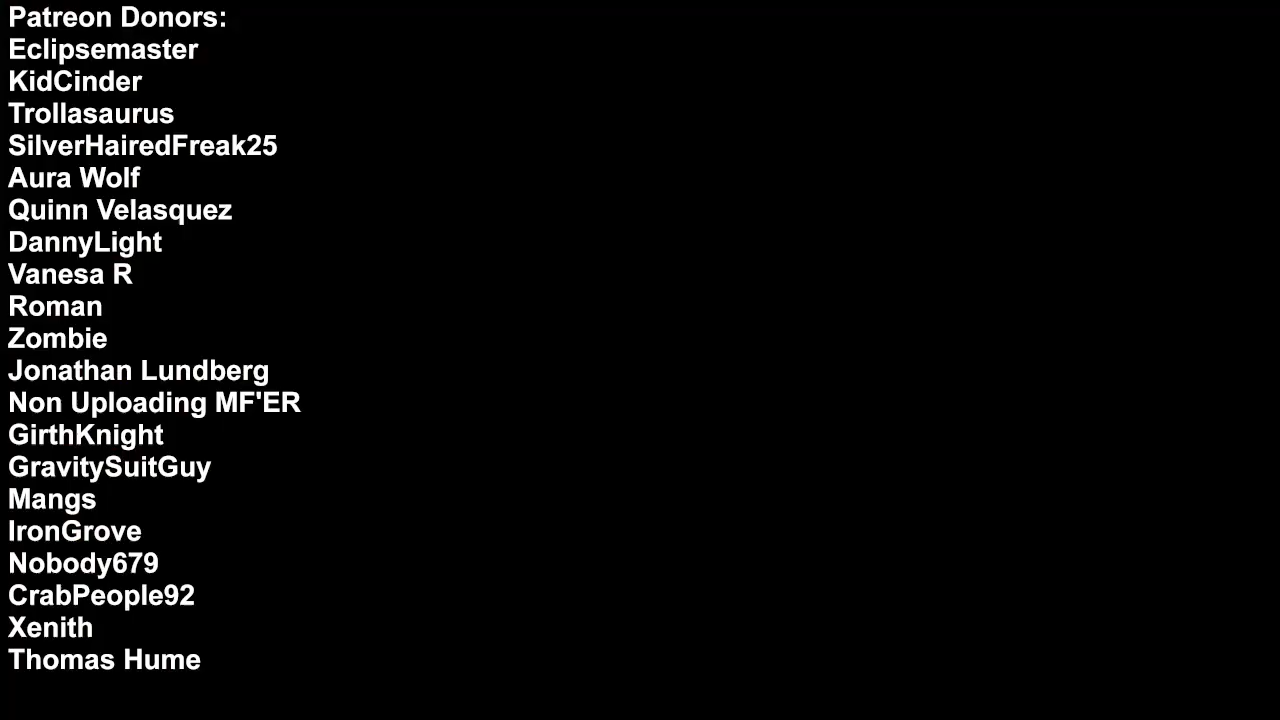 Patreon Donors:
Eclipsemaster
KidCinder
Trollasaurus
SilverHairedFreak25
Aura Wolf
Quinn Velasquez
DannyLight
Vanesa R
Roman
Zombie
Jonathan Lundberg
Non Uploading MF'ER
GirthKnight
GravitySuitGuy
Mangs
IronGrove
Nobody679
CrabPeople92
Xenith
Thomas Hume